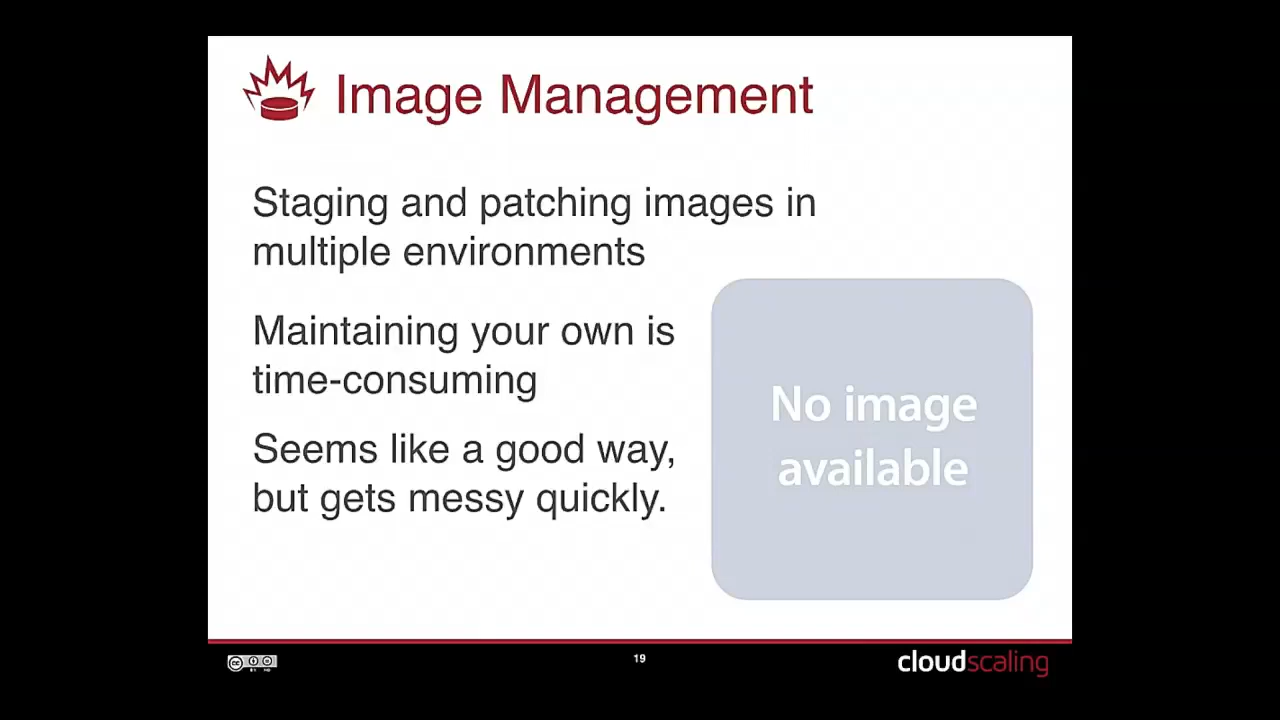 Image Management
Staging and patching images in
multiple environments
Maintaining your own is
time-consuming
Seems like a good way,
but gets messy quickly.
No image
available
19
cloudscaling